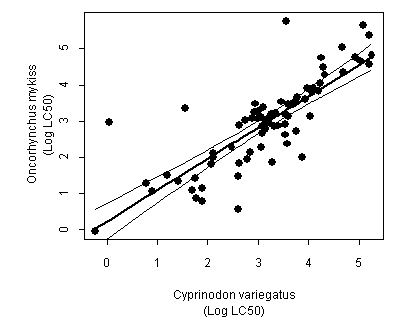 Oncorhynchus mykiss
(Log LC50)
5
4
3
2
1
0
0 1 2 3 4 5
Cyprinodon variegatus
(Log LC50)